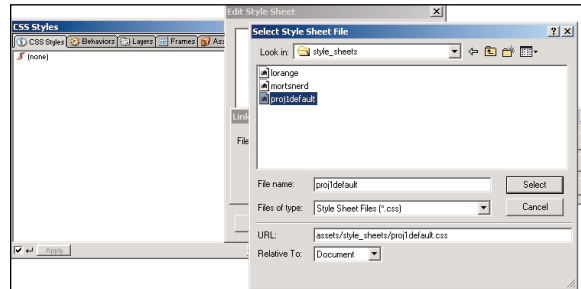 Edit Style Sheet
CSS Styles
CSS Styles Behaviors Layers Frames Ass
(none)
Apply
Link
File
Select Style Sheet File
Look in: style_sheets
lorange
mortsnerd
proj1default
File name: proj1default Select
Files of type: Style Sheet Files (*.css) Cancel
URL: assets/style_sheets/proj1default.css
Relative To: Document